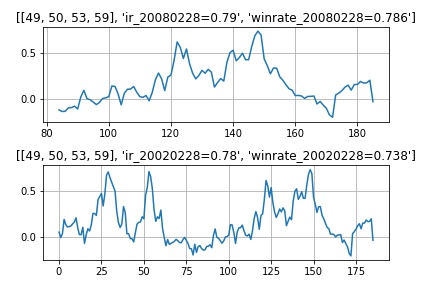 [[49, 50, 53, 59], 'ir_20080228=0.79', 'winrate_20080228=0.786']
0.5
0.0
80 100 120 140 160 180
[[49, 50, 53, 59], 'ir_20020228=0.78', 'winrate_20020228=0.738']
0.5
0.0
0 25 50 75 100 125 150 175